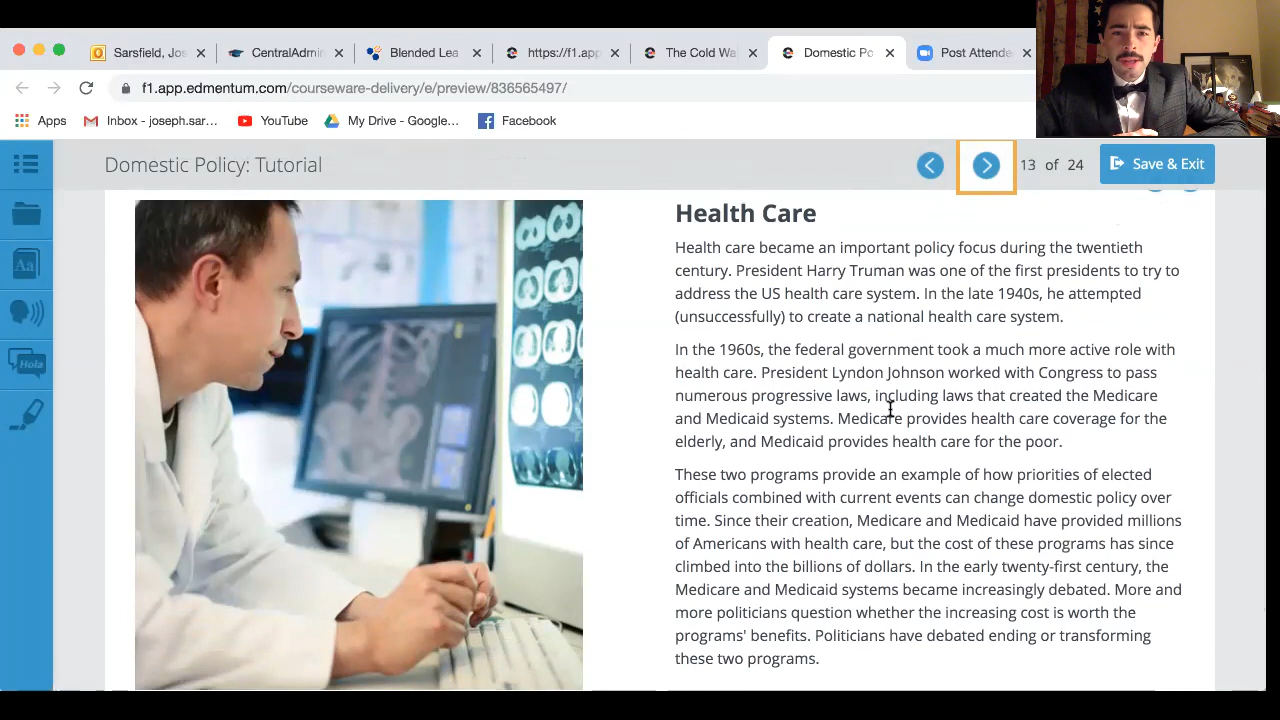 Sarsfield, Jos
CentralAdmi
Blended Lea
https://f1.app
The Cold Wa
Domestic Po
Post Attende
f1.app.edmentum.com/courseware-delivery/e/preview/836565497/
Apps
Inbox - joseph.sar...
YouTube
My Drive - Google...
Facebook
Domestic Policy: Tutorial
13 of 24
Save & Exit
Aa
Hola
Health Care
Health care became an important policy focus during the twentieth
century. President Harry Truman was one of the first presidents to try to
address the US health care system. In the late 1940s, he attempted
(unsuccessfully) to create a national health care system.
In the 1960s, the federal government took a much more active role with
health care. President Lyndon Johnson worked with Congress to pass
numerous progressive laws, including laws that created the Medicare
and Medicaid systems. Medicare provides health care coverage for the
elderly, and Medicaid provides health care for the poor.
These two programs provide an example of how priorities of elected
officials combined with current events can change domestic policy over
time. Since their creation, Medicare and Medicaid have provided millions
of Americans with health care, but the cost of these programs has since
climbed into the billions of dollars. In the early twenty-first century, the
Medicare and Medicaid systems became increasingly debated. More and
more politicians question whether the increasing cost is worth the
programs' benefits. Politicians have debated ending or transforming
these two programs.